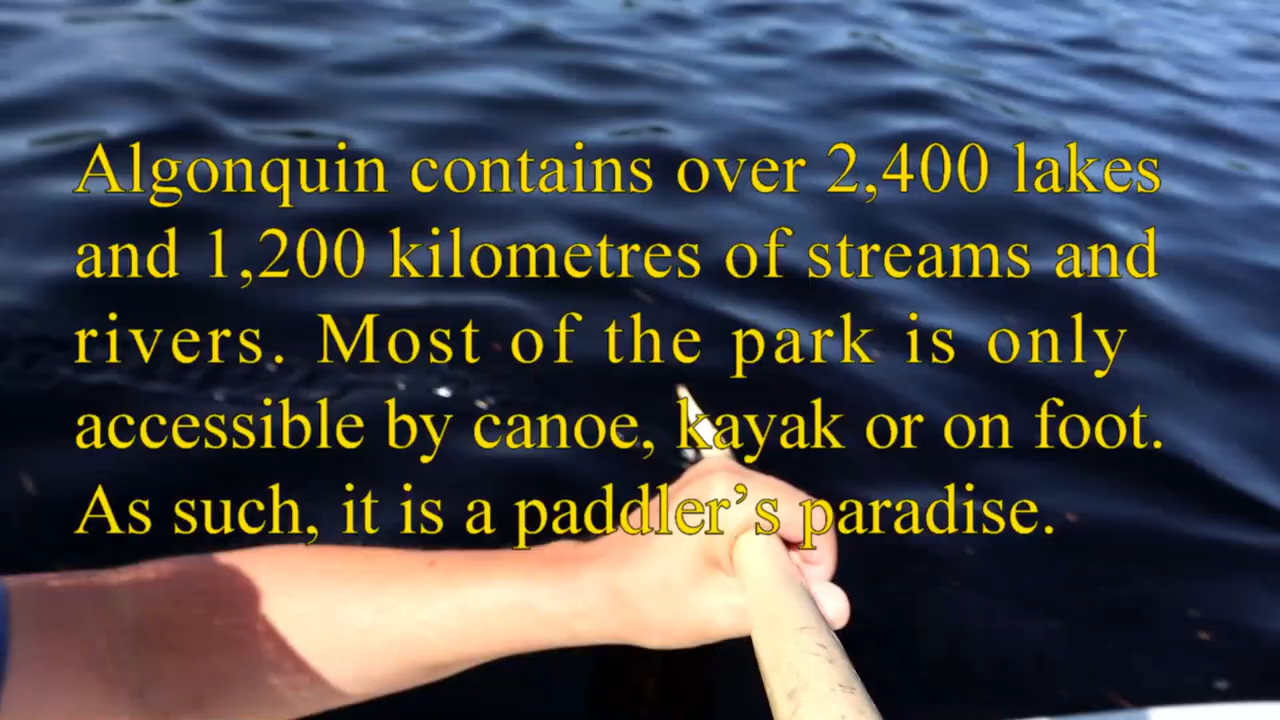 Algonquin contains over 2,400 lakes
and 1,200 kilometres of streams and
rivers. Most of the park is only
accessible by canoe, kayak or on foot.
As such, it is a paddler’s paradise.